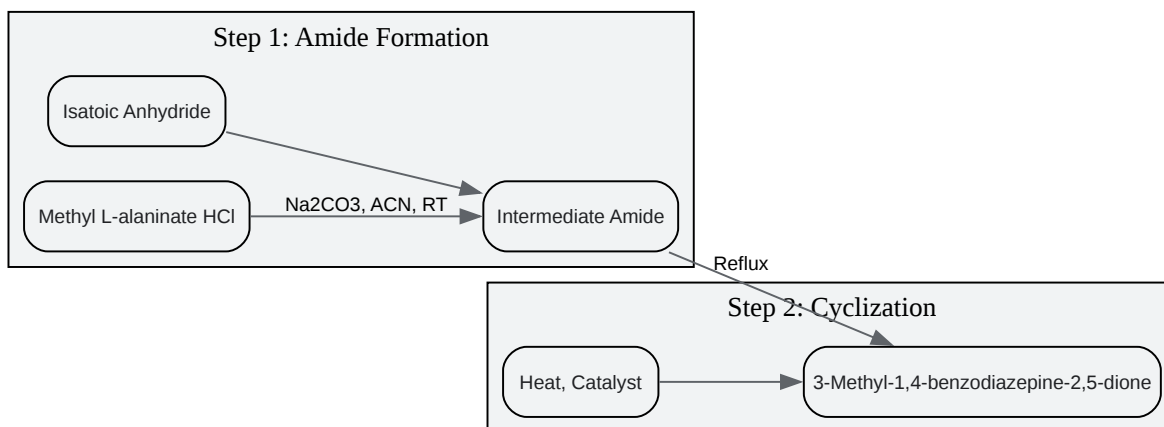 Step 1: Amide Formation
Isatoic Anhydride
Methyl L-alaninate HCl
Na2CO3, ACN, RT
Intermediate Amide
Reflux
Step 2: Cyclization
Heat, Catalyst
3-Methyl-1,4-benzodiazepine-2,5-dione